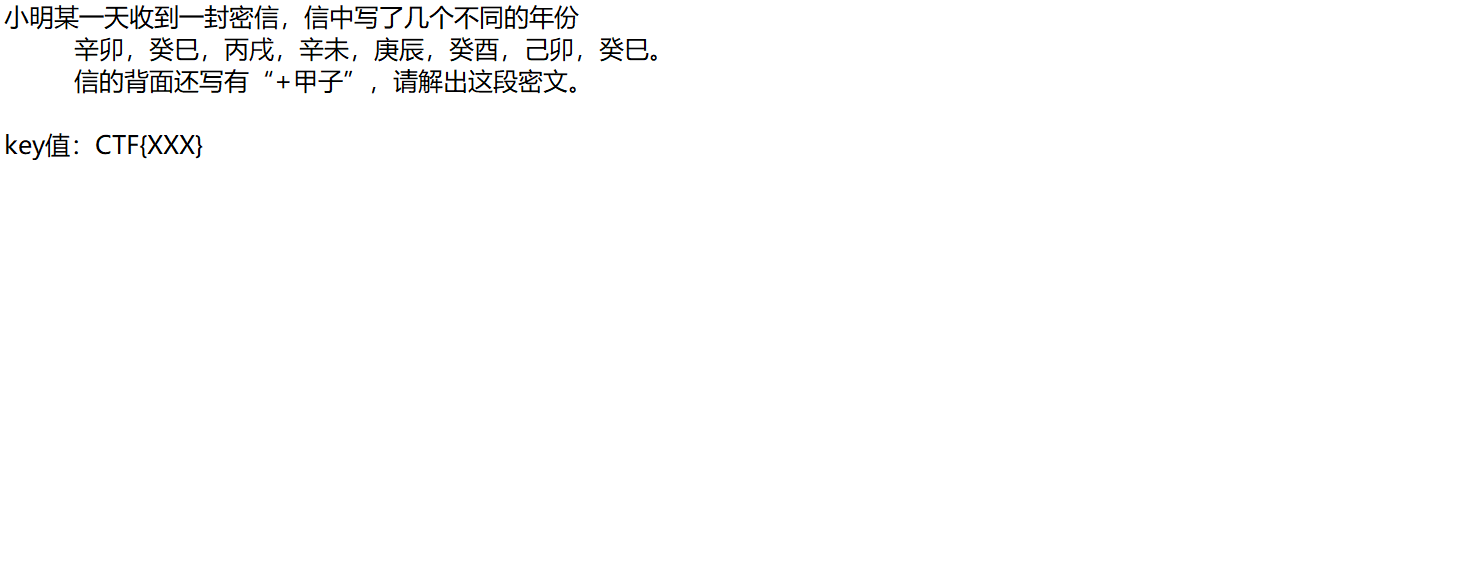 小明某一天收到一封密信，信中写了几个不同的年份
辛卯，癸巳，丙戌，辛未，庚辰，癸酉，己卯，癸巳。
信的背面还写有“+甲子”，请解出这段密文。
key值：CTF{XXX}